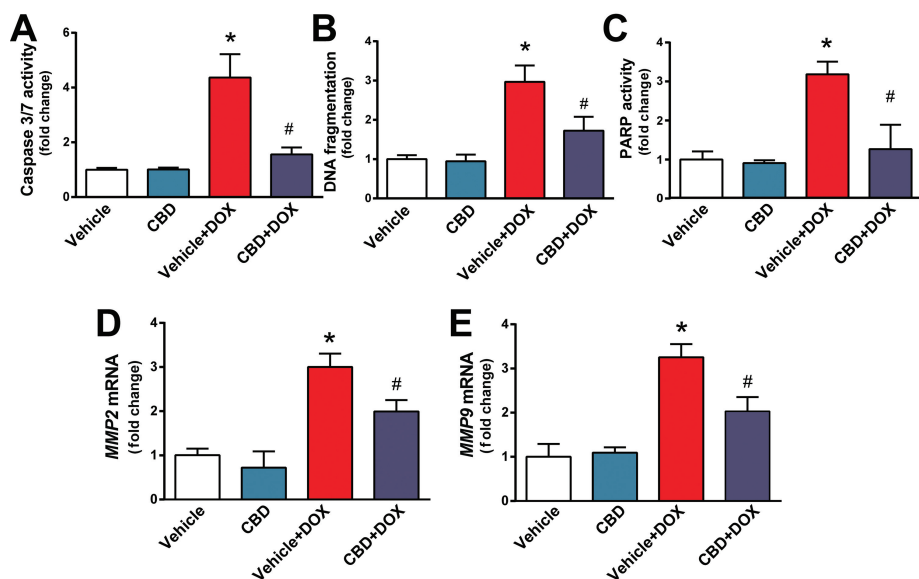 A
Caspase 3/7 activity
(fold change)
6
4
2
0
*
#
Vehicle
CBD
Vehicle+DOX
CBD+DOX
B
DNA fragmentation
(fold change)
4
3
2
1
0
*
#
Vehicle
CBD
Vehicle+DOX
CBD+DOX
C
PARP activity
(fold change)
4
3
2
1
0
*
#
Vehicle
CBD
Vehicle+DOX
CBD+DOX
D
MMP2 mRNA
(fold change)
4
3
2
1
0
*
#
Vehicle
CBD
Vehicle+DOX
CBD+DOX
E
MMP9 mRNA
(f old change)
4
3
2
1
0
*
#
Vehicle
CBD
Vehicle+DOX
CBD+DOX